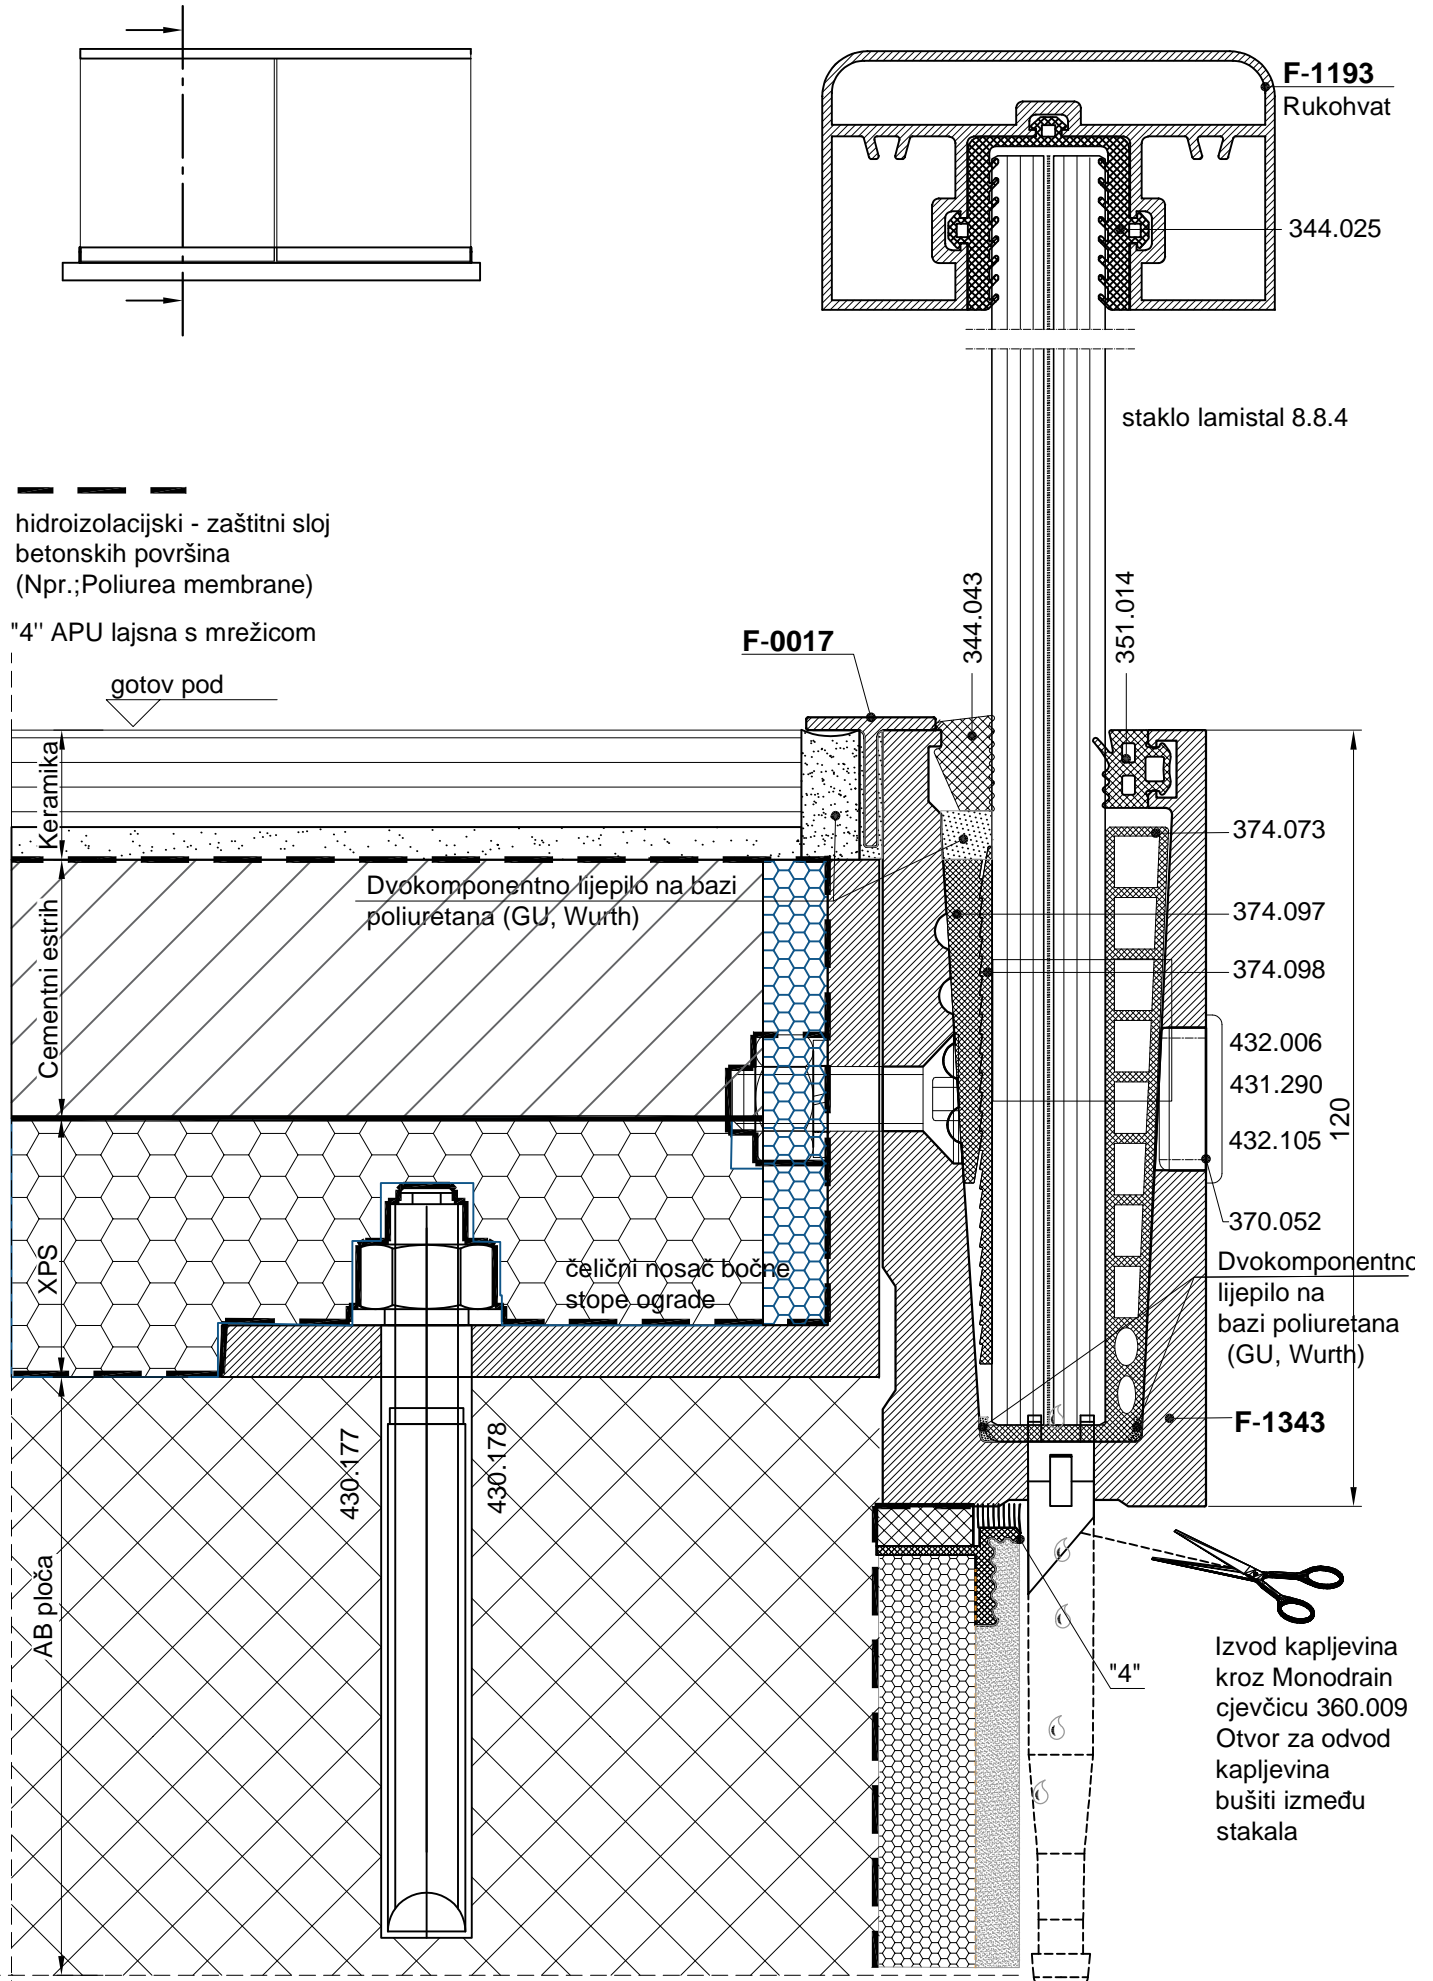 F-1193
Rukohvat
344.025
staklo lamistal 8.8.4
hidroizolacijski - zaštitni sloj
betonskih površina
(Npr.;Poliurea membrane)
"4'' APU lajsna s mrežicom
gotov pod
F-0017
344.043
351.014
Keramika
Cementni estrih
XPS
AB ploča
Dvokomponentno lijepilo na bazi
poliuretana (GU, Wurth)
374.073
374.097
374.098
432.006
431.290
432.105
120
370.052
čelični nosač bočne
stope ograde
Dvokomponentno
lijepilo na
bazi poliuretana
(GU, Wurth)
F-1343
430.177
430.178
"4"
Izvod kapljevina
kroz Monodrain
cjevčicu 360.009
Otvor za odvod
kapljevina
bušiti između
stakala